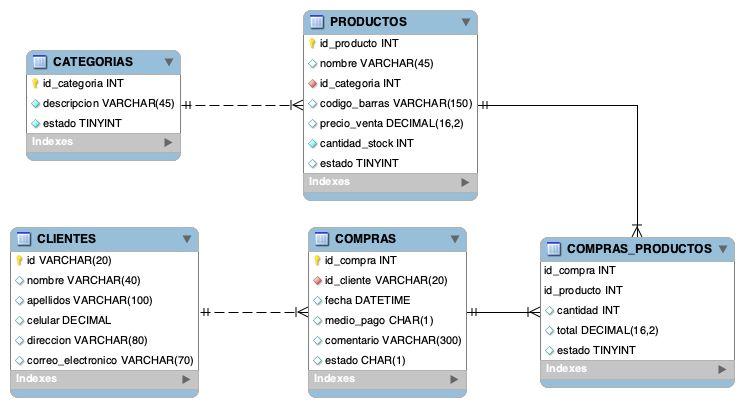 CATEGORIAS
id_categoria INT
descripcion VARCHAR(45)
estado TINYINT
Indexes
PRODUCTOS
id_producto INT
nombre VARCHAR(45)
id_categoria INT
codigo_barras VARCHAR(150)
precio_venta DECIMAL(16,2)
cantidad_stock INT
estado TINYINT
Indexes
CLIENTES
id VARCHAR(20)
nombre VARCHAR(40)
apellidos VARCHAR(100)
celular DECIMAL
direccion VARCHAR(80)
correo_electronico VARCHAR(70)
Indexes
COMPRAS
id_compra INT
id_cliente VARCHAR(20)
fecha DATETIME
medio_pago CHAR(1)
comentario VARCHAR(300)
estado CHAR(1)
Indexes
COMPRAS_PRODUCTOS
id_compra INT
id_producto INT
cantidad INT
total DECIMAL(16,2)
estado TINYINT
Indexes